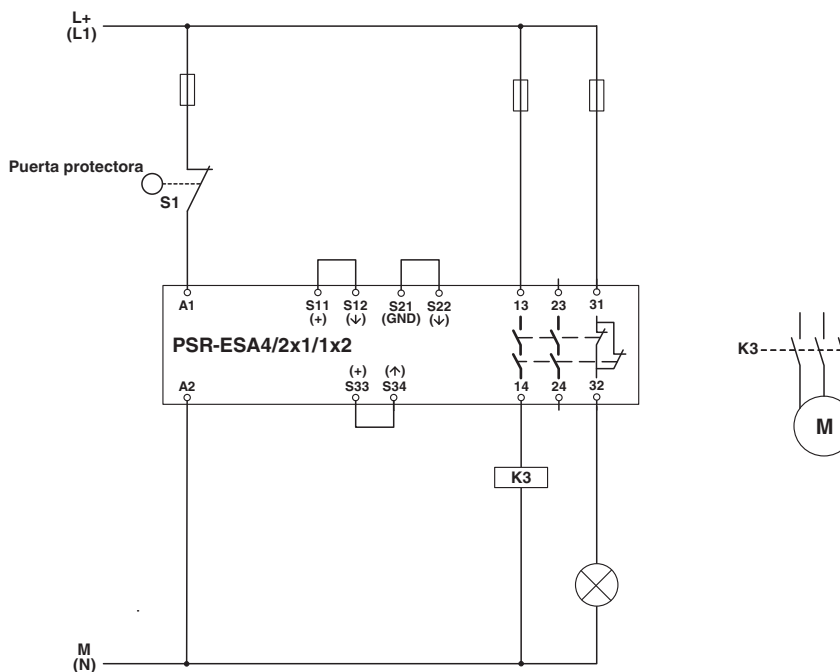 L+
(L1)
Puerta protectora
S1
A1
S11
(+)
S12
(↓)
S21
(GND)
S22
(↓)
13
23
31
PSR-ESA4/2x1/1x2
A2
(+)
S33
(↑)
S34
14
24
32
K3
K3
M
M
(N)